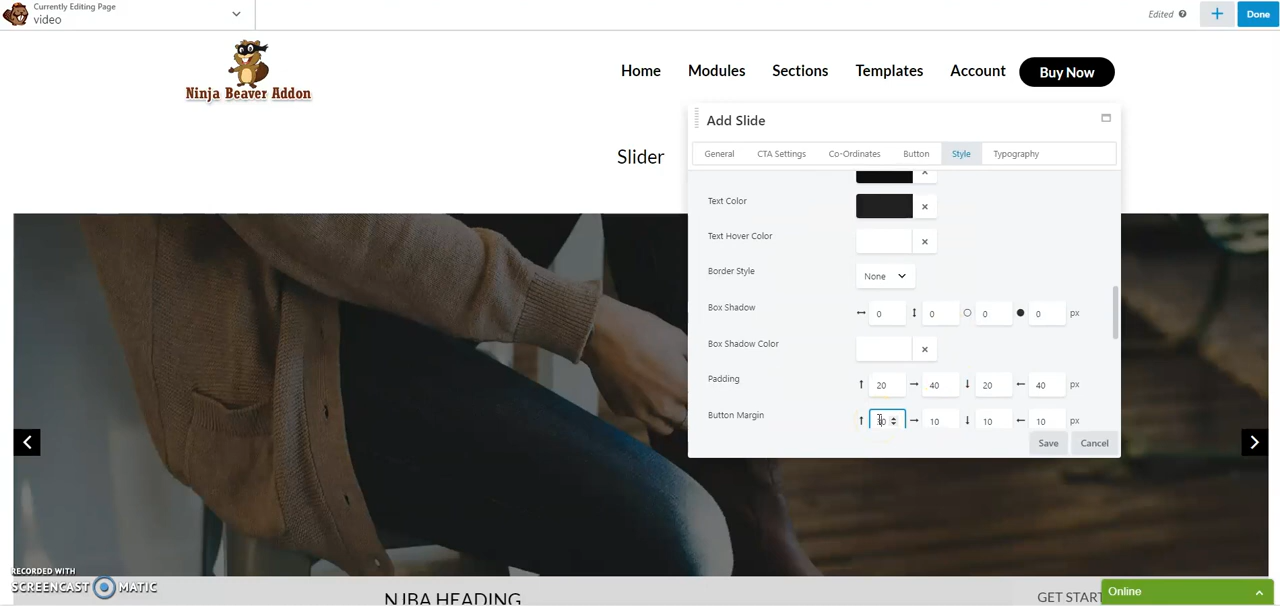 Currently Editing Page
video
Edited
Done
Ninja Beaver Addon
Home
Modules
Sections
Templates
Account
Buy Now
Slider
Add Slide
General
CTA Settings
Co-Ordinates
Button
Style
Typography
Text Color
Text Hover Color
Border Style
None
Box Shadow
0
0
0
0
px
Box Shadow Color
Padding
20
40
20
40
px
Button Margin
10
10
10
px
Save
Cancel
RECORDED WITH
SCREENCAST MATIC
NJBA HEADING
GET START
Online